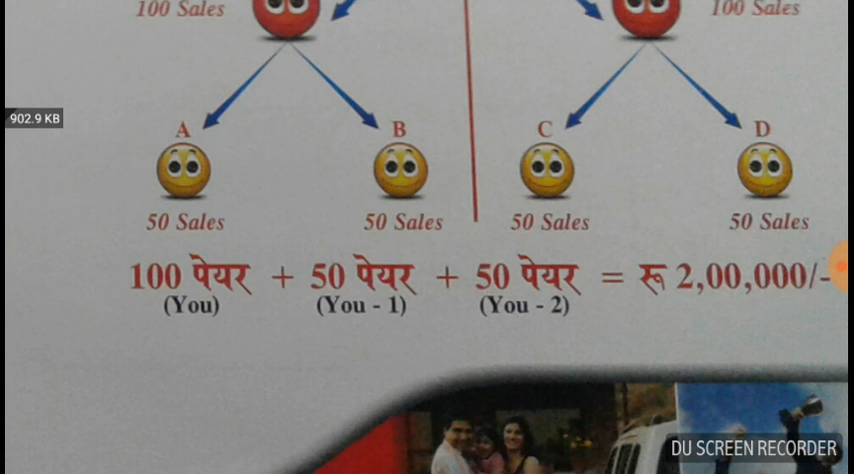 100 Sales 100 Sales
902.9 KB
A B C D
50 Sales 50 Sales 50 Sales 50 Sales
100 पेयर + 50 पेयर + 50 पेयर = रू 2,00,000/-
(You) (You - 1) (You - 2)
DU SCREEN RECORDER